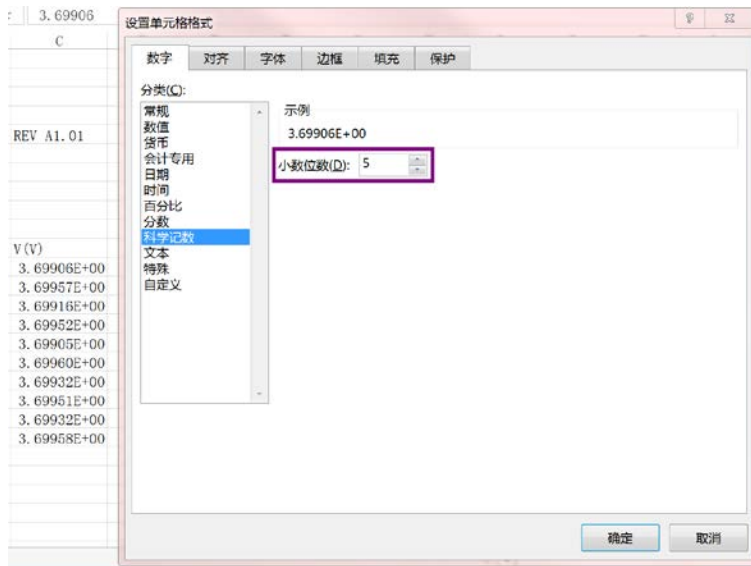 3.69906
C
REV A1.01
V(V)
3.69906E+00
3.69957E+00
3.69916E+00
3.69952E+00
3.69905E+00
3.69960E+00
3.69932E+00
3.69951E+00
3.69932E+00
3.69958E+00
设置单元格格式
数字 对齐 字体 边框 填充 保护
分类(C):
常规
数值
货币
会计专用
日期
时间
百分比
分数
科学记数
文本
特殊
自定义
示例
3.69906E+00
小数位数(D): 5
确定 取消